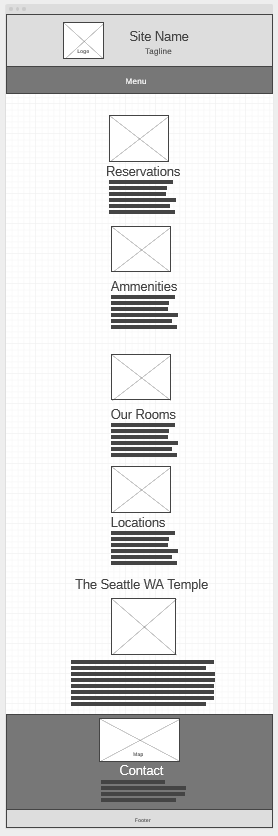 Logo
Site Name
Tagline
Menu
Reservations
Ammenities
Our Rooms
Locations
The Seattle WA Temple
Map
Contact
Footer